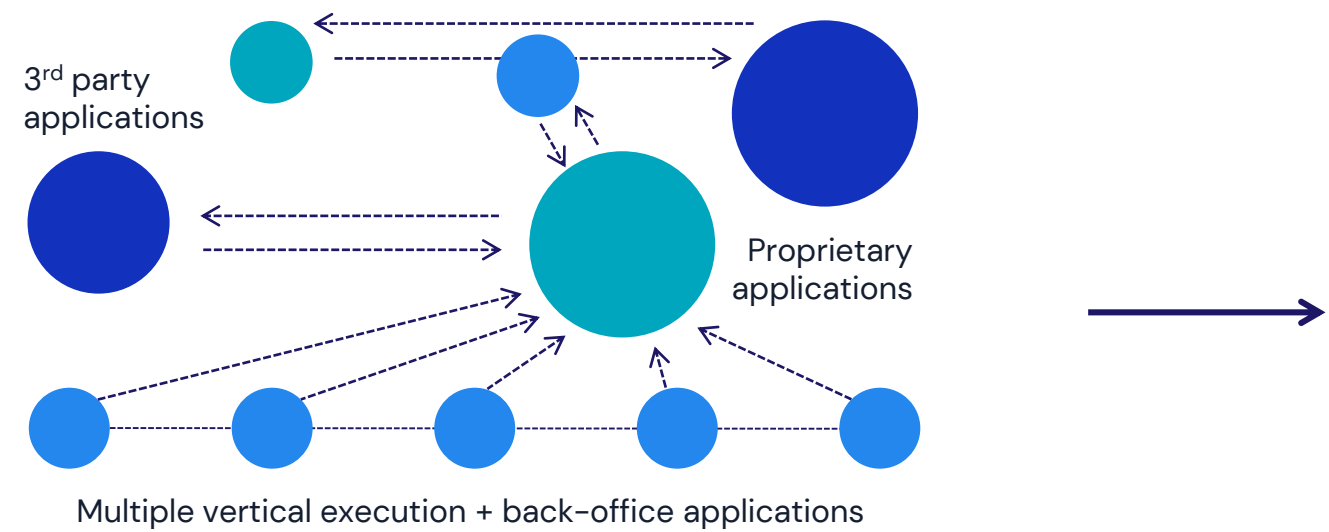 3rd party
applications
Proprietary
applications
Multiple vertical execution + back-office applications